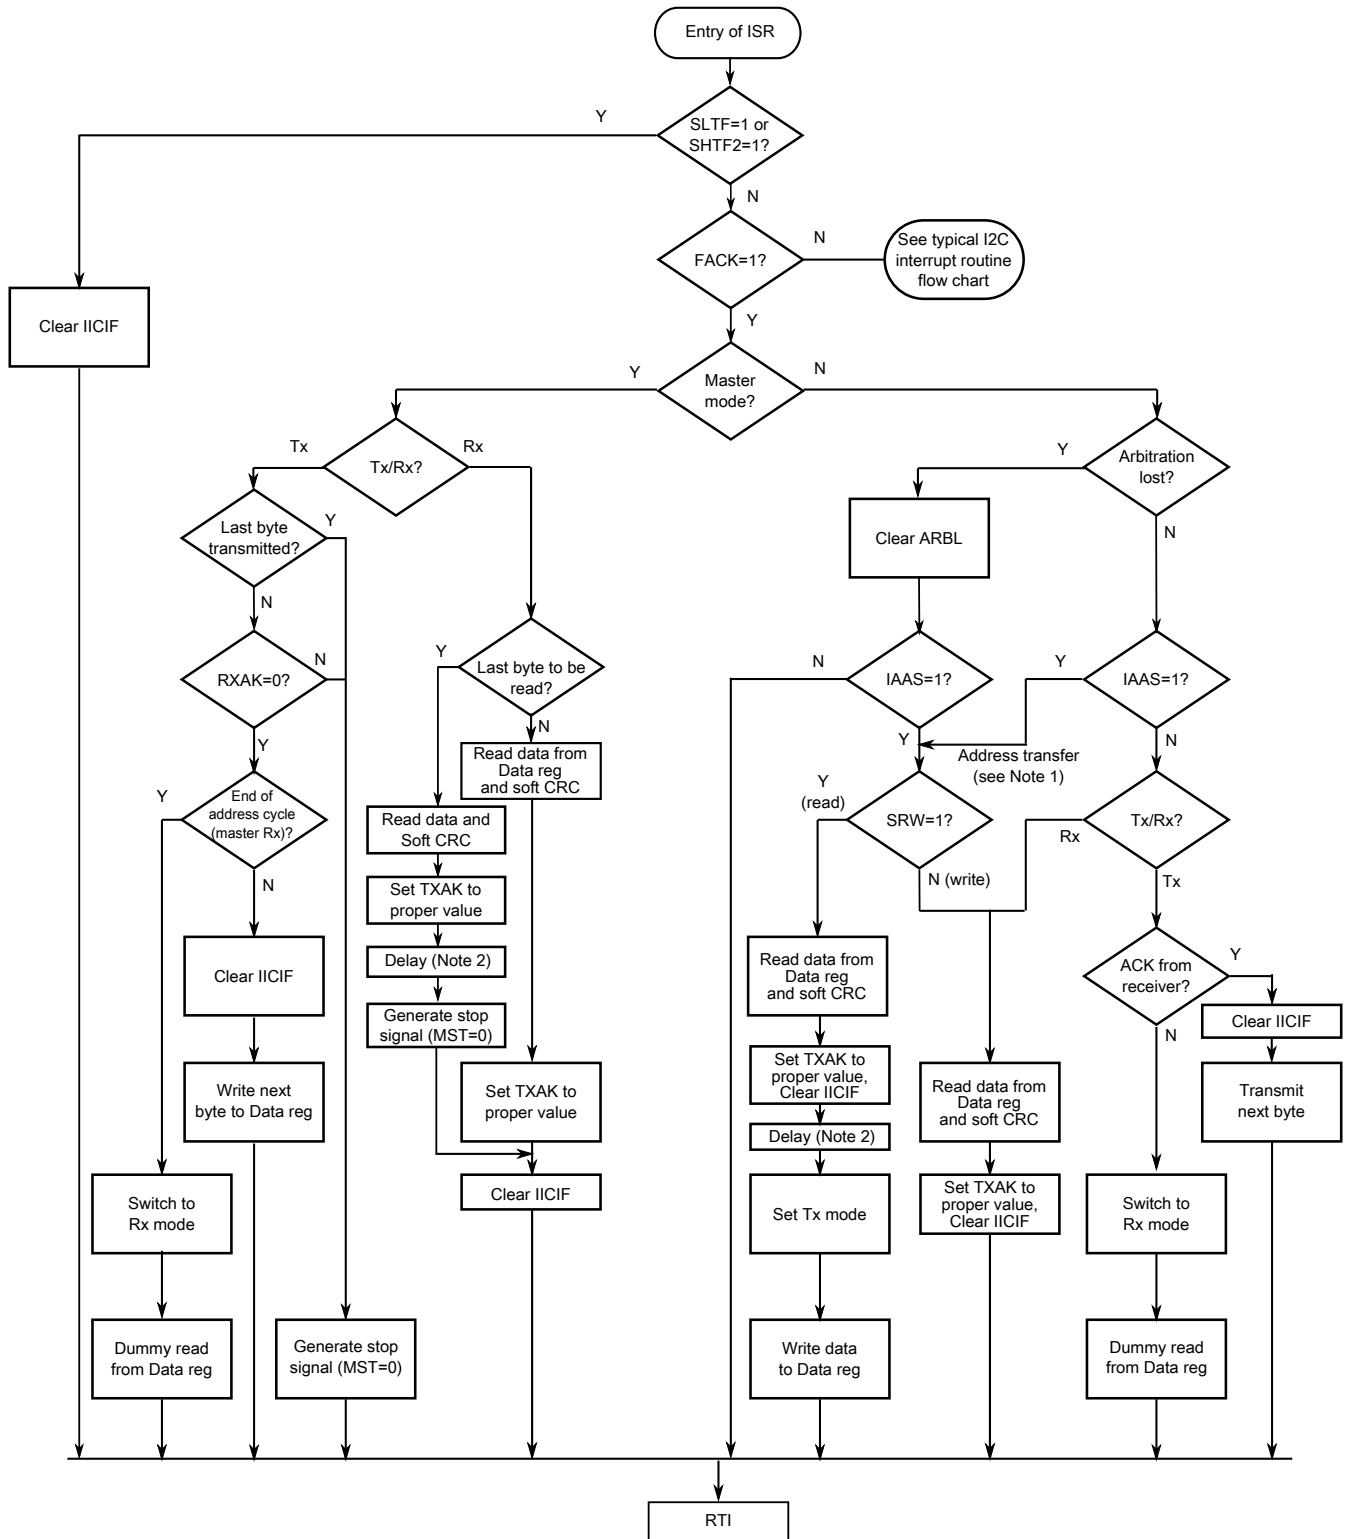 Entry of ISR
Y
SLTF=1 or
SHTF2=1?
N
FACK=1?
N
See typical I2C
interrupt routine
flow chart
Y
Clear IICIF
Y
Master
mode?
N
Tx
Tx/Rx?
Rx
Y
Arbitration
lost?
N
Last byte
transmitted?
Y
N
Clear ARBL
RXAK=0?
N
Y
Y
Last byte to be
read?
N
N
IAAS=1?
Y
Y
IAAS=1?
N
Address transfer
(see Note 1)
Y
End of
address cycle
(master Rx)?
N
Read data from
Data reg
and soft CRC
Read data and
Soft CRC
Set TXAK to
proper value
Delay (Note 2)
Generate stop
signal (MST=0)
Y
(read)
SRW=1?
N (write)
Rx
Tx/Rx?
Tx
Clear IICIF
Write next
byte to Data reg
Set TXAK to
proper value
Clear IICIF
Read data from
Data reg
and soft CRC
Set TXAK to
proper value,
Clear IICIF
Delay (Note 2)
Set Tx mode
Write data
to Data reg
Read data from
Data reg
and soft CRC
Set TXAK to
proper value,
Clear IICIF
ACK from
receiver?
Y
N
Clear IICIF
Transmit
next byte
Switch to
Rx mode
Dummy read
from Data reg
Generate stop
signal (MST=0)
Switch to
Rx mode
Dummy read
from Data reg
RTI